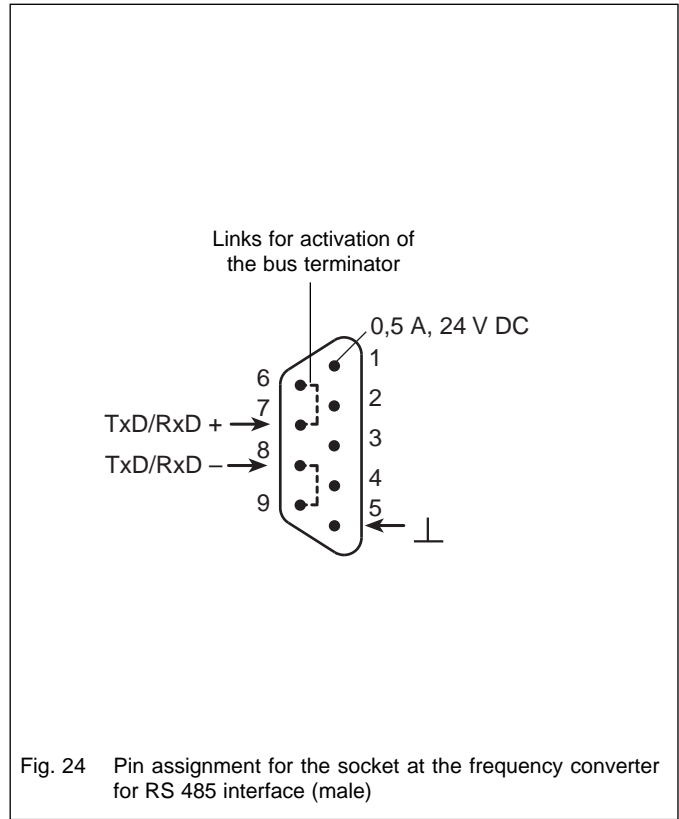 Links for activation of
the bus terminator
0,5 A, 24 V DC
1
6
2
7
TxD/RxD +
3
8
TxD/RxD –
4
9
5
Fig. 24 Pin assignment for the socket at the frequency converter
for RS 485 interface (male)